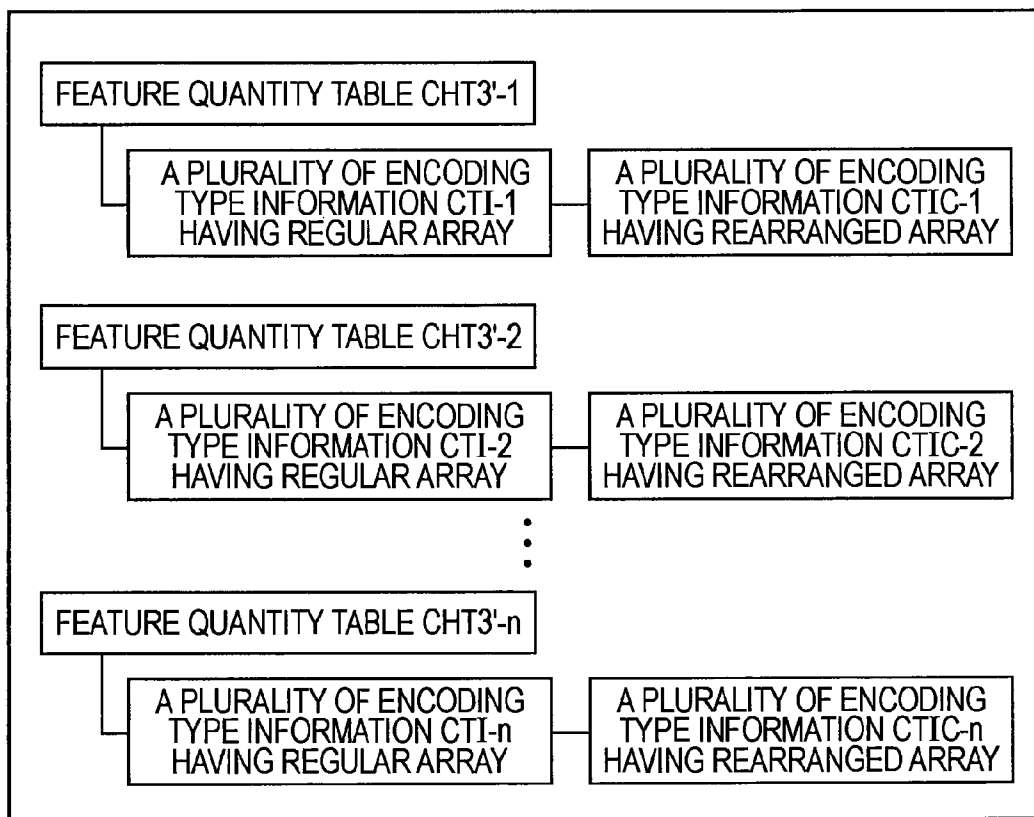 FEATURE QUANTITY TABLE CHT3'-1
A PLURALITY OF ENCODING
TYPE INFORMATION CTI-1
HAVING REGULAR ARRAY
A PLURALITY OF ENCODING
TYPE INFORMATION CTIC-1
HAVING REARRANGED ARRAY
FEATURE QUANTITY TABLE CHT3'-2
A PLURALITY OF ENCODING
TYPE INFORMATION CTI-2
HAVING REGULAR ARRAY
A PLURALITY OF ENCODING
TYPE INFORMATION CTIC-2
HAVING REARRANGED ARRAY
FEATURE QUANTITY TABLE CHT3'-n
A PLURALITY OF ENCODING
TYPE INFORMATION CTI-n
HAVING REGULAR ARRAY
A PLURALITY OF ENCODING
TYPE INFORMATION CTIC-n
HAVING REARRANGED ARRAY